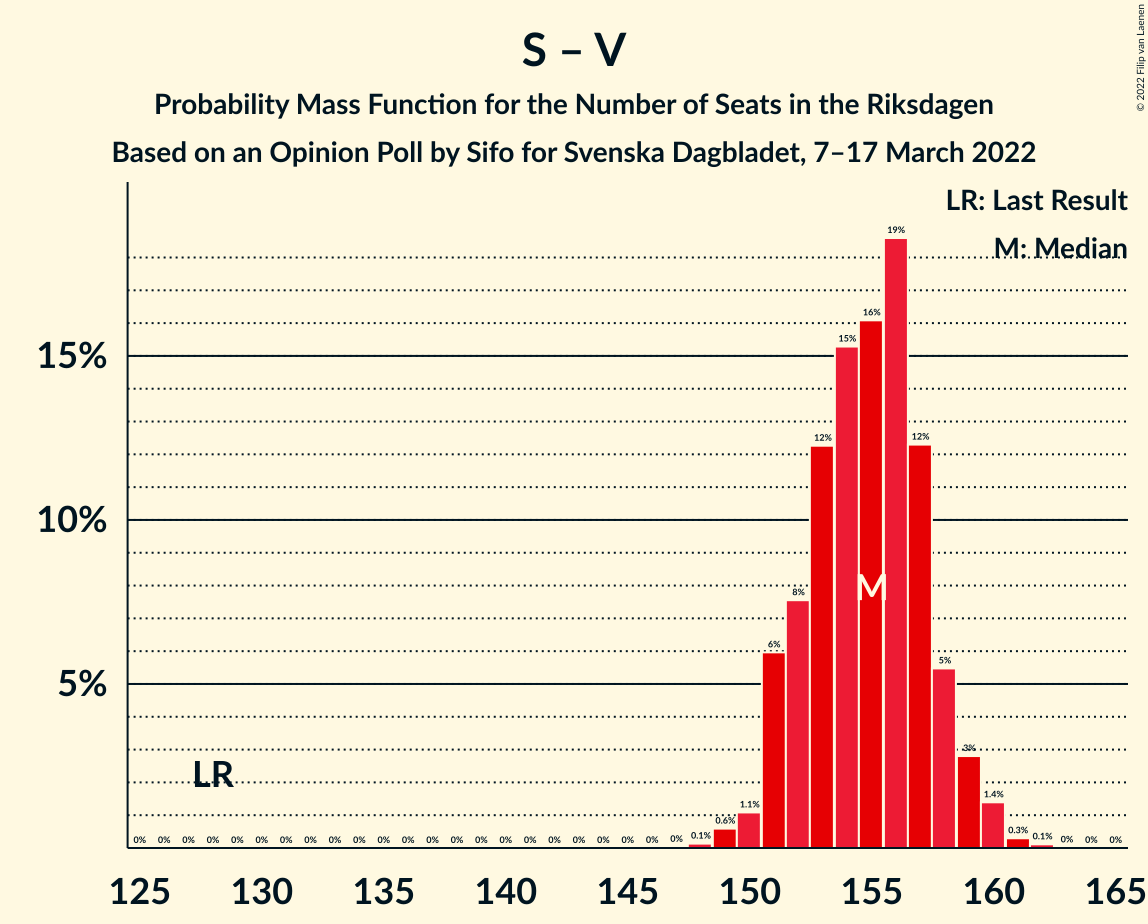 S – V
Probability Mass Function for the Number of Seats in the Riksdagen
Based on an Opinion Poll by Sifo for Svenska Dagbladet, 7–17 March 2022
© 2022 Filip van Laenen
LR: Last Result
M: Median
15%
10%
5%
LR
M
0% 0% 0% 0% 0% 0% 0% 0% 0% 0% 0% 0% 0% 0% 0% 0% 0% 0% 0% 0% 0% 0% 0% 0.1% 0.6% 1.1% 6% 8% 12% 15% 16% 19% 12% 5% 3% 1.4% 0.3% 0.1% 0% 0% 0%
125 130 135 140 145 150 155 160 165